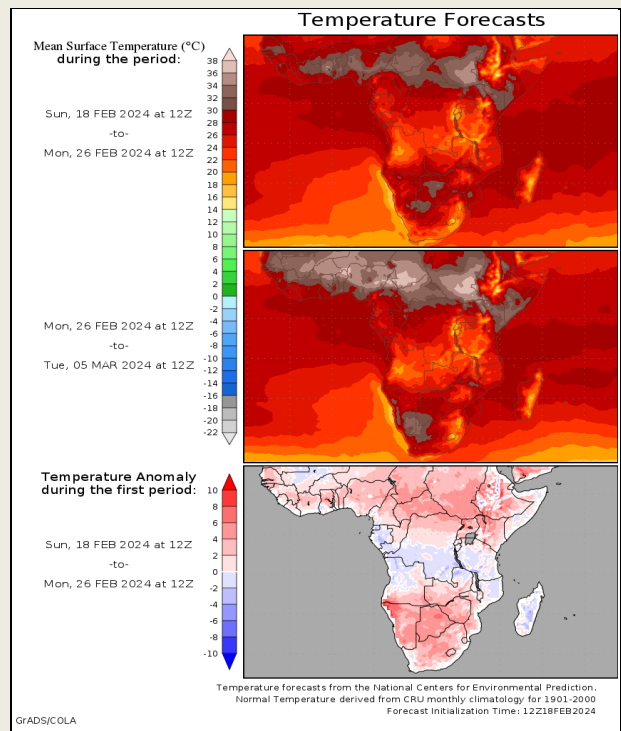 Temperature Forecasts
Mean Surface Temperature (°C)
during the period:
Sun, 18 FEB 2024 at 12Z
-to-
Mon, 26 FEB 2024 at 12Z
38
36
34
32
30
28
26
24
22
20
18
16
14
12
10
8
6
4
2
0
-2
-4
-6
-8
-10
-12
-14
-16
-18
-20
-22
Mon, 26 FEB 2024 at 12Z
-to-
Tue, 05 MAR 2024 at 12Z
Temperature Anomaly
during the first period:
Sun, 18 FEB 2024 at 12Z
-to-
Mon, 26 FEB 2024 at 12Z
10
8
6
4
2
0
-2
-4
-6
-8
-10
Temperature forecasts from the National Centers for Environmental Prediction.
Normal Temperature derived from CRU monthly climatology for 1901-2000
Forecast Initialization Time: 12Z18FEB2024
GrADS/COLA